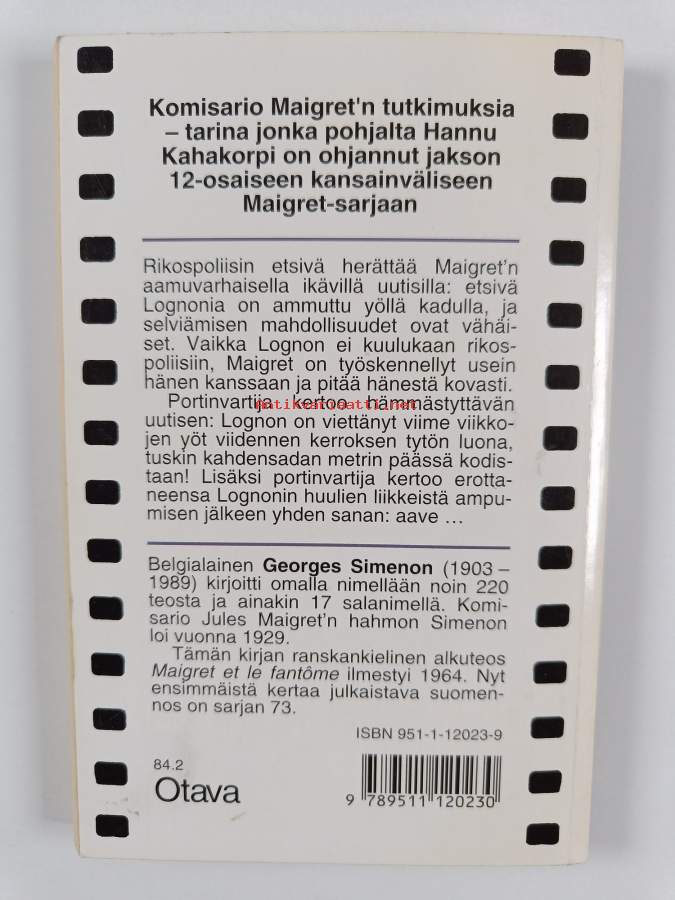 Komisario Maigret'n tutkimuksia
– tarina jonka pohjalta Hannu
Kahakorpi on ohjannut jakson
12-osaiseen kansainväliseen
Maigret-sarjaan
Rikospoliisin etsivä herättää Maigret'n
aamuvarhaisella ikävillä uutisilla: etsivä
Lognonia on ammuttu yöllä kadulla, ja
selviämisen mahdollisuudet ovat vähäi-
set. Vaikka Lognon ei kuulukaan rikos-
poliisiin, Maigret on työskennellyt usein
hänen kanssaan ja pitää hänestä kovasti.
Portinvartija kertoo hämmästyttävän
Antikvariaatti.net
uutisen: Lognon on viettänyt viime viikko-
jen yöt viidennen kerroksen tytön luona,
tuskin kahdensadan metrin päässä kodis-
taan! Lisäksi portinvartija kertoo erotta-
neensa Lognonin huulien liikkeistä ampu-
misen jälkeen yhden sanan: aave ...
Belgialainen Georges Simenon (1903 –
1989) kirjoitti omalla nimellään noin 220
teosta ja ainakin 17 salanimellä. Komi-
sario Jules Maigret'n hahmon Simenon
loi vuonna 1929.
Tämän kirjan ranskankielinen alkuteos
Maigret et le fantôme ilmestyi 1964. Nyt
ensimmäistä kertaa julkaistava suomen-
nos on sarjan 73.
ISBN 951-1-12023-9
84.2
Otava
9 789511 120230